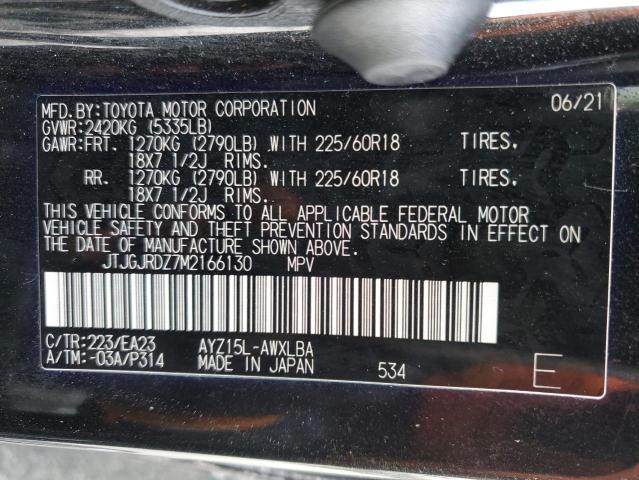 MFD.BY:TOYOTA MOTOR CORPORATION 06/21
GVWR:2420KG (5335LB)
GAWR:FRT. 1270KG (2790LB) WITH 225/60R18 TIRES,
18X7 1/2J RIMS.
RR. 1270KG (2790LB) WITH 225/60R18 TIRES,
18X7 1/2J RIMS.
THIS VEHICLE CONFORMS TO ALL APPLICABLE FEDERAL MOTOR
VEHICLE SAFETY AND THEFT PREVENTION STANDARDS IN EFFECT ON
THE DATE OF MANUFACTURE SHOWN ABOVE.
JTJGJRDZ7M2166130 MPV
C/TR:223/EA23 AYZ15L-AWXLBA
A/TM:-03A/P314 MADE IN JAPAN 534 E